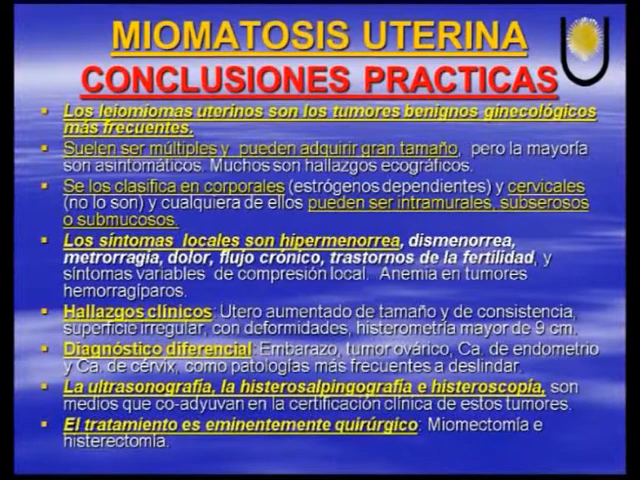 MIOMATOSIS UTERINA
CONCLUSIONES PRACTICAS
▪ Los leiomiomas uterinos son los tumores benignos ginecológicos
más frecuentes.
▪ Suelen ser múltiples y pueden adquirir gran tamaño, pero la mayoría
son asintomáticos. Muchos son hallazgos ecográficos.
▪ Se los clasifica en corporales (estrógenos dependientes) y cervicales
(no lo son) y cualquiera de ellos pueden ser intramurales, subserosos
o submucosos.
▪ Los síntomas locales son hipermenorrea, dismenorrea,
metrorragia, dolor, flujo crónico, trastornos de la fertilidad, y
síntomas variables de compresión local. Anemia en tumores
hemorragíparos.
▪ Hallazgos clínicos: Utero aumentado de tamaño y de consistencia,
superficie irregular, con deformidades, histerometría mayor de 9 cm.
▪ Diagnóstico diferencial: Embarazo, tumor ovárico, Ca. de endometrio
y Ca. de cérvix, como patologías más frecuentes a deslindar.
▪ La ultrasonografía, la histerosalpingografía e histeroscopía, son
medios que co-adyuvan en la certificación clínica de estos tumores.
▪ El tratamiento es eminentemente quirúrgico: Miomectomía e
histerectomía.